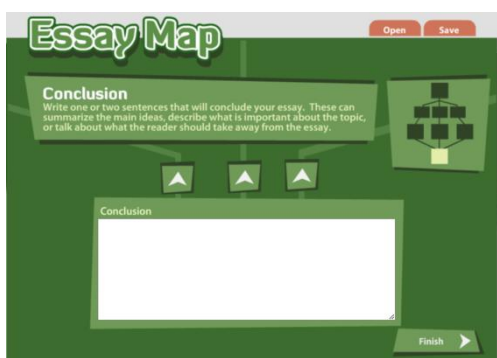 Essay Map
Open
Save
Conclusion
Write one or two sentences that will conclude your essay. These can
summarize the main ideas, describe what is important about the topic,
or talk about what the reader should take away from the essay.
Conclusion
Finish